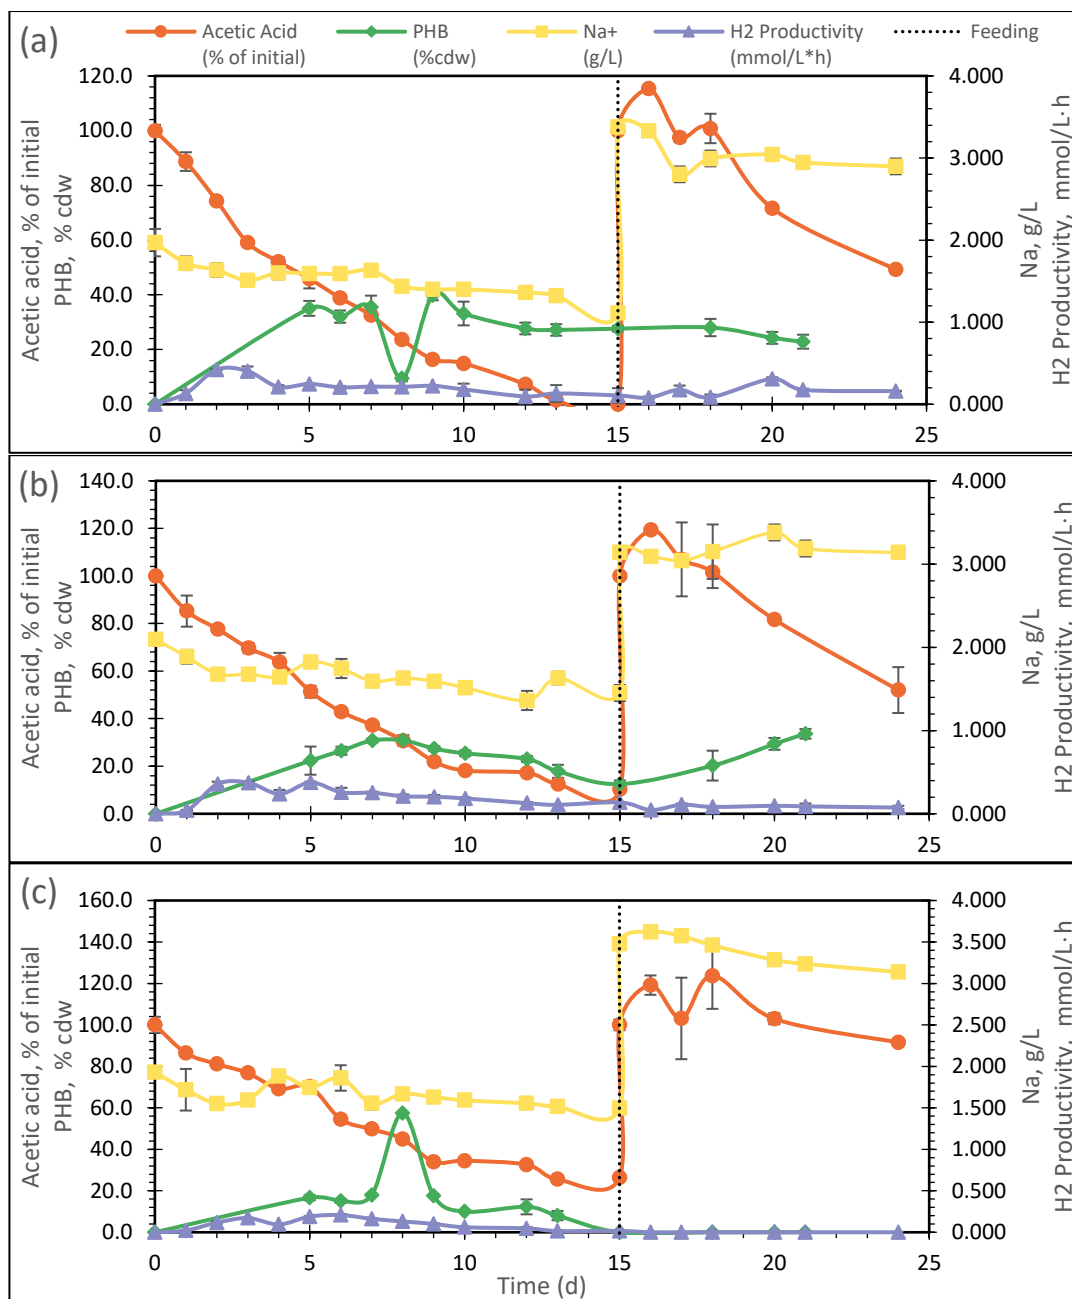 (a)
Acetic Acid (% of initial)
PHB (%cdw)
Na+ (g/L)
H2 Productivity (mmol/L*h)
Feeding
Acetic acid, % of initial
PHB, % cdw
120.0
100.0
80.0
60.0
40.0
20.0
0.0
4.000
3.000
2.000
1.000
0.000
Na, g/L
H2 Productivity, mmol/L·h
0 5 10 15 20 25
(b)
Acetic acid, % of initial
PHB, % cdw
140.0
120.0
100.0
80.0
60.0
40.0
20.0
0.0
4.000
3.000
2.000
1.000
0.000
Na, g/L
H2 Productivity, mmol/L·h
0 5 10 15 20 25
(c)
Acetic acid, % of initial
PHB, % cdw
160.0
140.0
120.0
100.0
80.0
60.0
40.0
20.0
0.0
4.000
3.500
3.000
2.500
2.000
1.500
1.000
0.500
0.000
Na, g/L
H2 Productivity, mmol/L·h
0 5 10 15 20 25
Time (d)